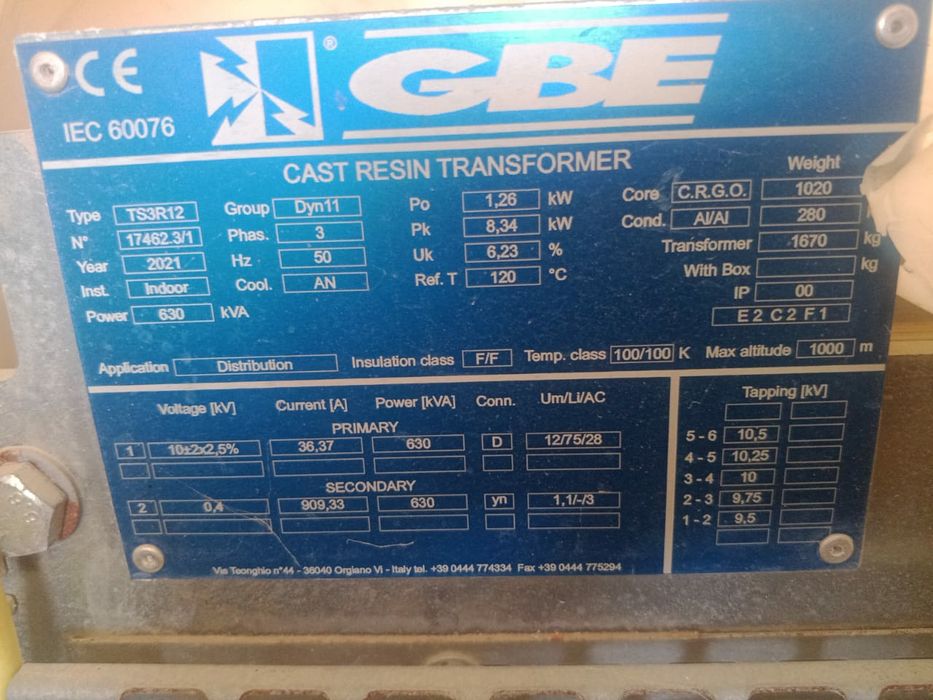 CE
IEC 60076
® GBE
CAST RESIN TRANSFORMER
Type TS3R12 Group Dyn11 Po 1,26 kW Core C.R.G.O. Weight 1020
N° 17462.3/1 Phas. 3 Pk 8,34 kW Cond. Al/Al 280
Year 2021 Hz 50 Uk 6,23 % Transformer 1670 kg
Inst. Indoor Cool. AN Ref. T 120 °C With Box kg
Power 630 kVA IP 00
E2 C2 F1
Application Distribution Insulation class F/F Temp. class 100/100 K Max altitude 1000 m
Voltage [kV] Current [A] Power [kVA] Conn. Um/Li/AC
PRIMARY
1 10±2x2,5% 36,37 630 D 12/75/28
SECONDARY
2 0,4 909,33 630 yn 1,1/-/3
Tapping [kV]
5 - 6 10,5
4 - 5 10,25
3 - 4 10
2 - 3 9,75
1 - 2 9,5
Via Teonghio n°44 - 36040 Orgiano VI - Italy tel. +39 0444 774334 Fax +39 0444 775294